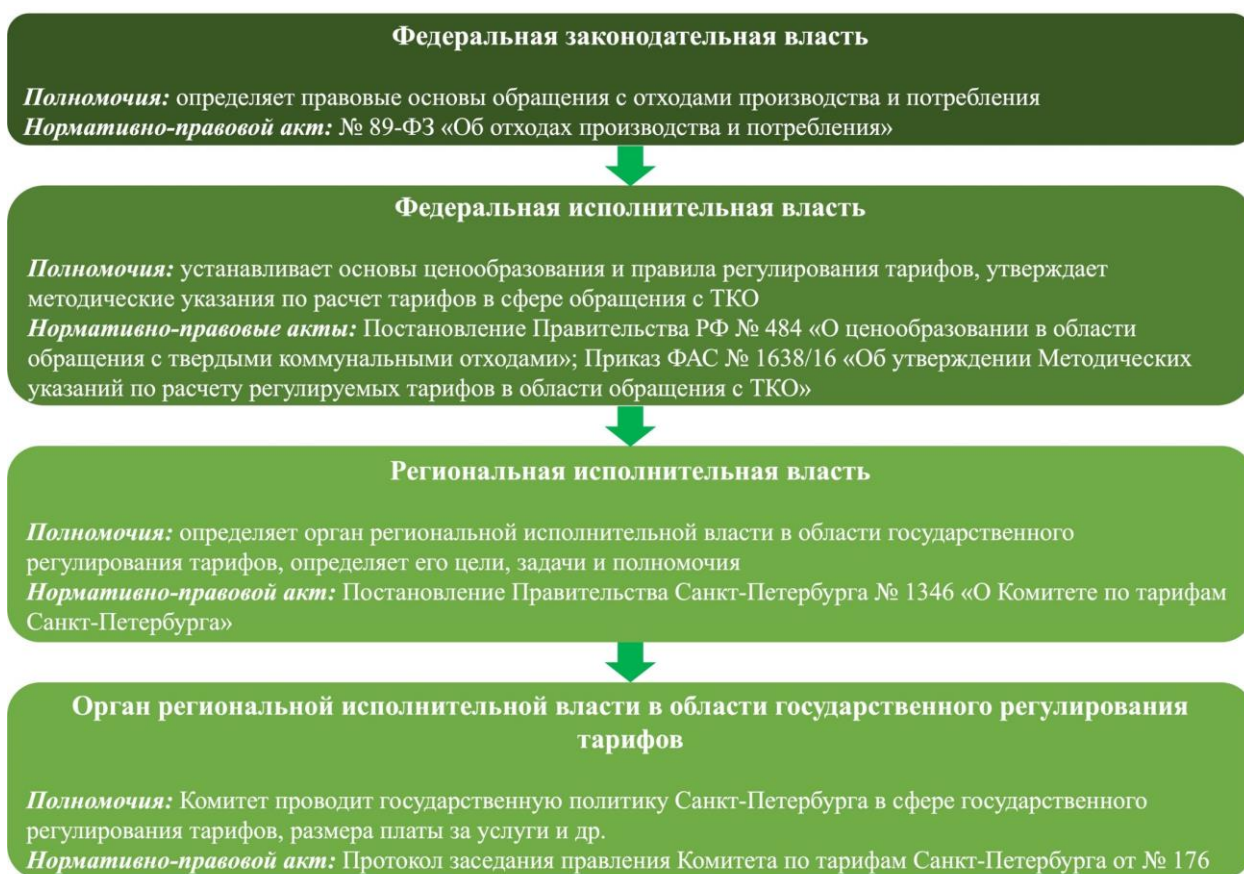 Федеральная законодательная власть
Полномочия: определяет правовые основы обращения с отходами производства и потребления
Нормативно-правовой акт: № 89-ФЗ «Об отходах производства и потребления»
Федеральная исполнительная власть
Полномочия: устанавливает основы ценообразования и правила регулирования тарифов, утверждает
методические указания по расчет тарифов в сфере обращения с ТКО
Нормативно-правовые акты: Постановление Правительства РФ № 484 «О ценообразовании в области
обращения с твердыми коммунальными отходами»; Приказ ФАС № 1638/16 «Об утверждении Методических
указаний по расчету регулируемых тарифов в области обращения с ТКО»
Региональная исполнительная власть
Полномочия: определяет орган региональной исполнительной власти в области государственного
регулирования тарифов, определяет его цели, задачи и полномочия
Нормативно-правовой акт: Постановление Правительства Санкт-Петербурга № 1346 «О Комитете по тарифам
Санкт-Петербурга»
Орган региональной исполнительной власти в области государственного регулирования
тарифов
Полномочия: Комитет проводит государственную политику Санкт-Петербурга в сфере государственного
регулирования тарифов, размера платы за услуги и др.
Нормативно-правовой акт: Протокол заседания правления Комитета по тарифам Санкт-Петербурга от № 176